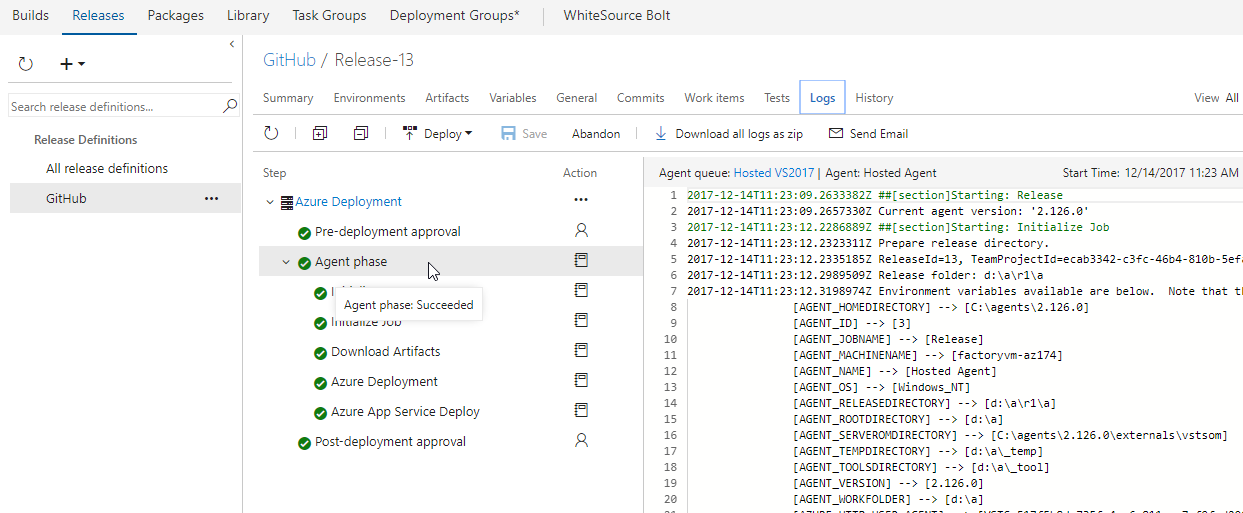 Builds Releases Packages Library Task Groups Deployment Groups* WhiteSource Bolt
GitHub / Release-13
Summary Environments Artifacts Variables General Commits Work items Tests Logs History View All
Search release definitions...
Deploy Save Abandon Download all logs as zip Send Email
Release Definitions
All release definitions
GitHub ...
Step Action
Azure Deployment ...
Pre-deployment approval
Agent phase
Agent phase: Succeeded
Initialize Job
Download Artifacts
Azure Deployment
Azure App Service Deploy
Post-deployment approval
Agent queue: Hosted VS2017 | Agent: Hosted Agent Start Time: 12/14/2017 11:23 AM
1 2017-12-14T11:23:09.2633382Z ##[section]Starting: Release
2 2017-12-14T11:23:09.2657330Z Current agent version: '2.126.0'
3 2017-12-14T11:23:12.2286889Z ##[section]Starting: Initialize Job
4 2017-12-14T11:23:12.2323311Z Prepare release directory.
5 2017-12-14T11:23:12.2335185Z ReleaseId=13, TeamProjectId=ecab3342-c3fc-46b4-810b-5efa
6 2017-12-14T11:23:12.2989509Z Release folder: d:\a\r1\a
7 2017-12-14T11:23:12.3198974Z Environment variables available are below. Note that th
8 [AGENT_HOMEDIRECTORY] --> [C:\agents\2.126.0]
9 [AGENT_ID] --> [3]
10 [AGENT_JOBNAME] --> [Release]
11 [AGENT_MACHINENAME] --> [factoryvm-az174]
12 [AGENT_NAME] --> [Hosted Agent]
13 [AGENT_OS] --> [Windows_NT]
14 [AGENT_RELEASEDIRECTORY] --> [d:\a\r1\a]
15 [AGENT_ROOTDIRECTORY] --> [d:\a]
16 [AGENT_SERVEROMDIRECTORY] --> [C:\agents\2.126.0\externals\vstsom]
17 [AGENT_TEMPDIRECTORY] --> [d:\a\_temp]
18 [AGENT_TOOLSDIRECTORY] --> [d:\a\_tool]
19 [AGENT_VERSION] --> [2.126.0]
20 [AGENT_WORKFOLDER] --> [d:\a]